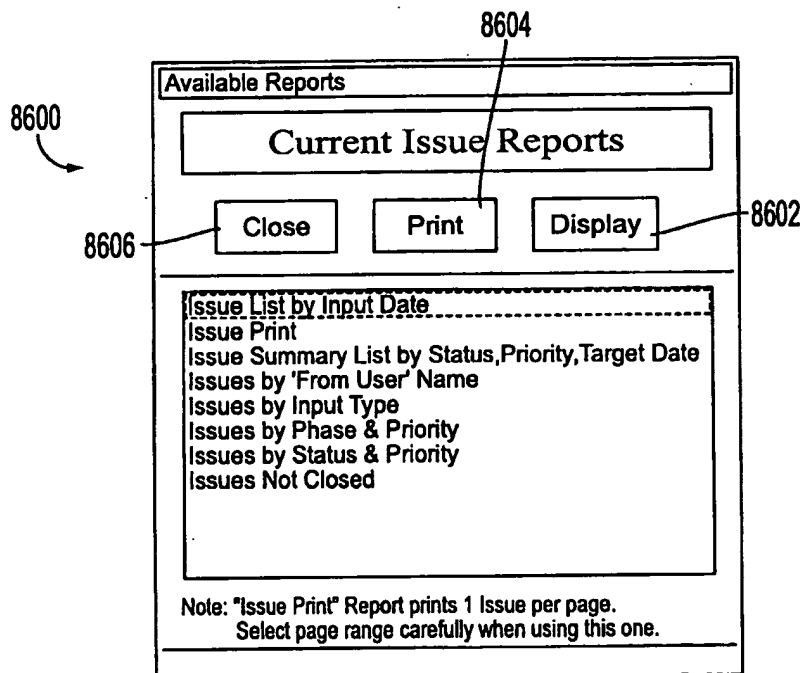 8604
Available Reports
8600
Current Issue Reports
Close
Print
Display
8602
8606
Issue List by Input Date
Issue Print
Issue Summary List by Status,Priority,Target Date
Issues by 'From User' Name
Issues by Input Type
Issues by Phase & Priority
Issues by Status & Priority
Issues Not Closed
Note: "Issue Print" Report prints 1 Issue per page.
Select page range carefully when using this one.